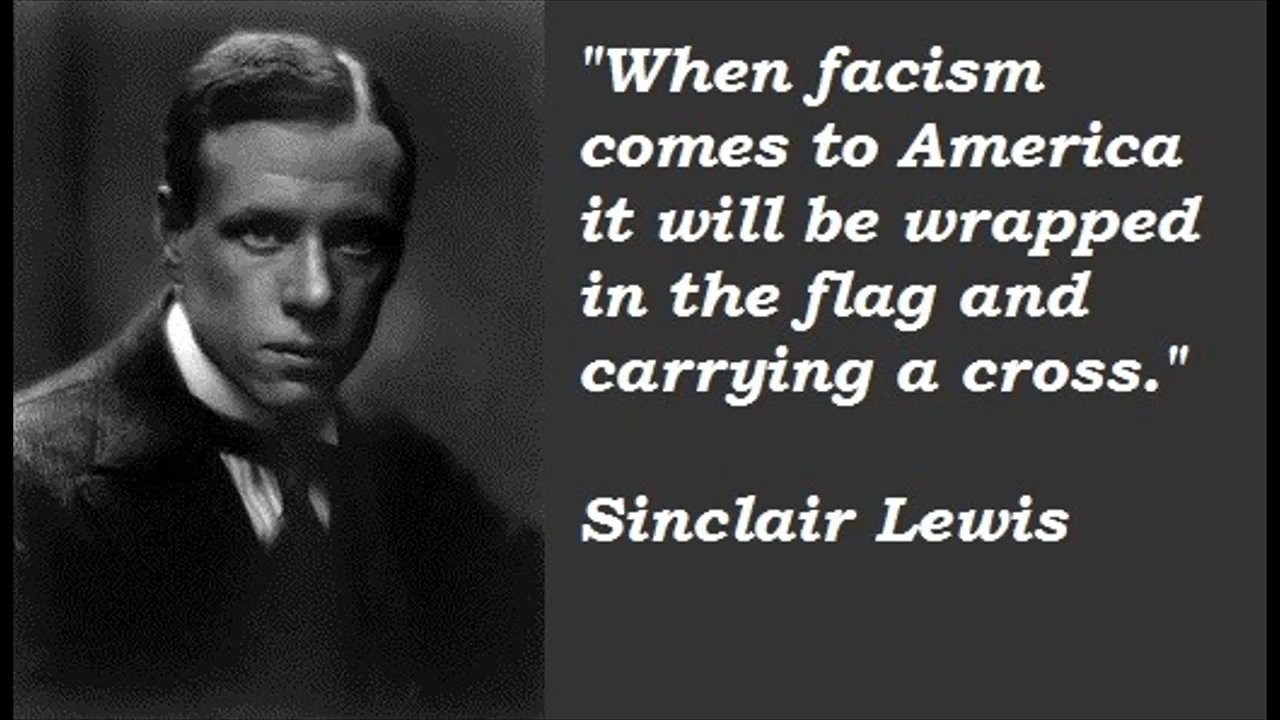 "When facism
comes to America
it will be wrapped
in the flag and
carrying a cross."
Sinclair Lewis